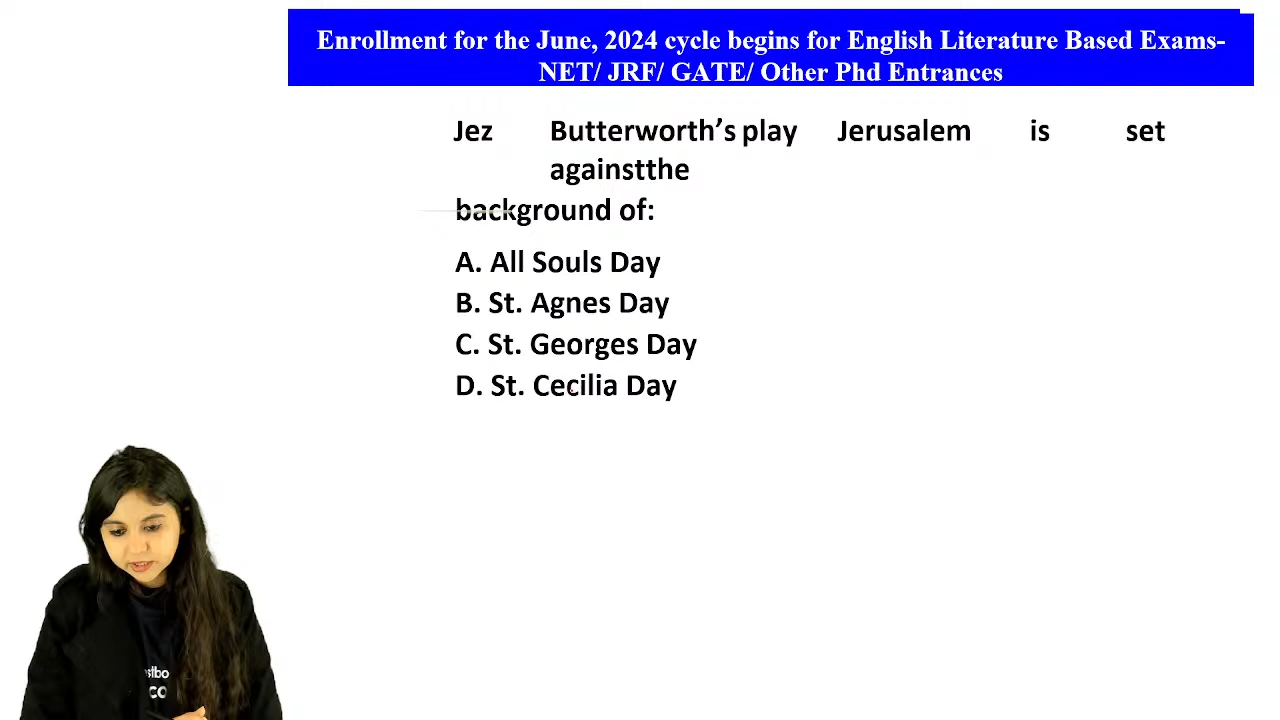 Enrollment for the June, 2024 cycle begins for English Literature Based Exams-
NET/ JRF/ GATE/ Other Phd Entrances
Jez Butterworth's play Jerusalem is set
againstthe
background of:
A. All Souls Day
B. St. Agnes Day
C. St. Georges Day
D. St. Cecilia Day
stbo
co